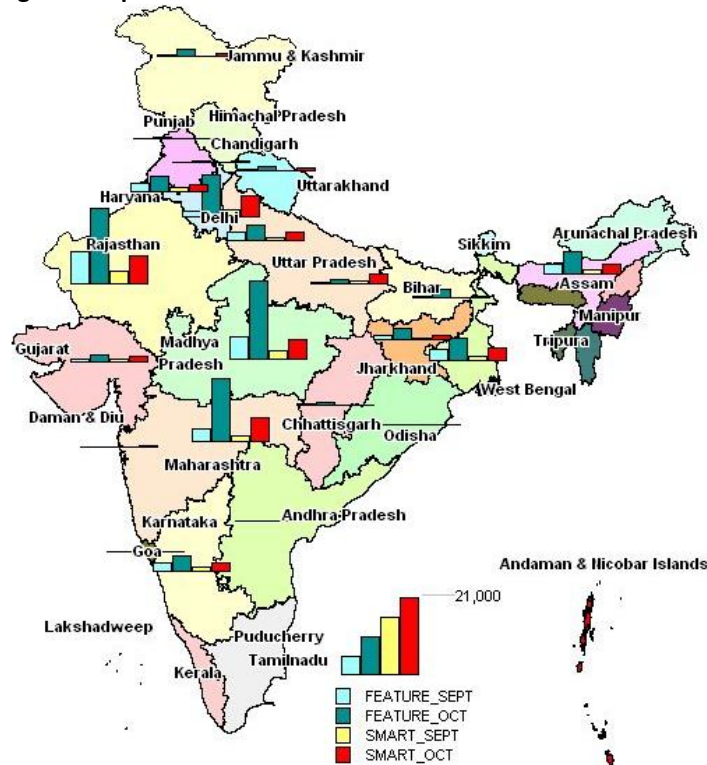 Jammu & Kashmir
Himachal Pradesh
Punjab
Chandigarh
Uttarakhand
Haryana
Delhi
Arunachal Pradesh
Sikkim
Rajasthan
Uttar Pradesh
Bihar
Assam
Manipur
Tripura
Madhya
Pradesh
Gujarat
Jharkhand
West Bengal
Daman & Diu
Chhattisgarh
Odisha
Maharashtra
Karnataka
Andhra Pradesh
Goa
Andaman & Nicobar Islands
21,000
Lakshadweep
Puducherry
Tamilnadu
Kerala
FEATURE_SEPT
FEATURE_OCT
SMART_SEPT
SMART_OCT